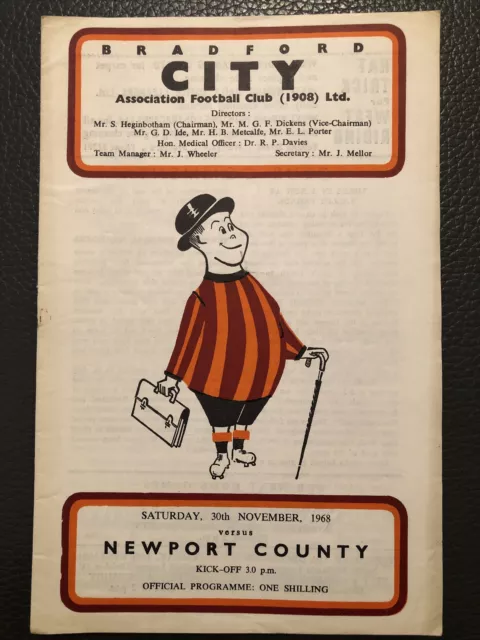 BRADFORD
CITY
Association Football Club (1908) Ltd.
Directors :
Mr. S. Heginbotham (Chairman), Mr. M. G. F. Dickens (Vice-Chairman)
Mr. G. D. Ide, Mr. H. B. Metcalfe, Mr. E. L. Porter
Hon. Medical Officer : Dr. R. P. Davies
Team Manager : Mr. J. Wheeler Secretary : Mr. J. Mellor
SATURDAY, 30th NOVEMBER, 1968
versus
NEWPORT COUNTY
KICK-OFF 3.0 p.m.
OFFICIAL PROGRAMME: ONE SHILLING